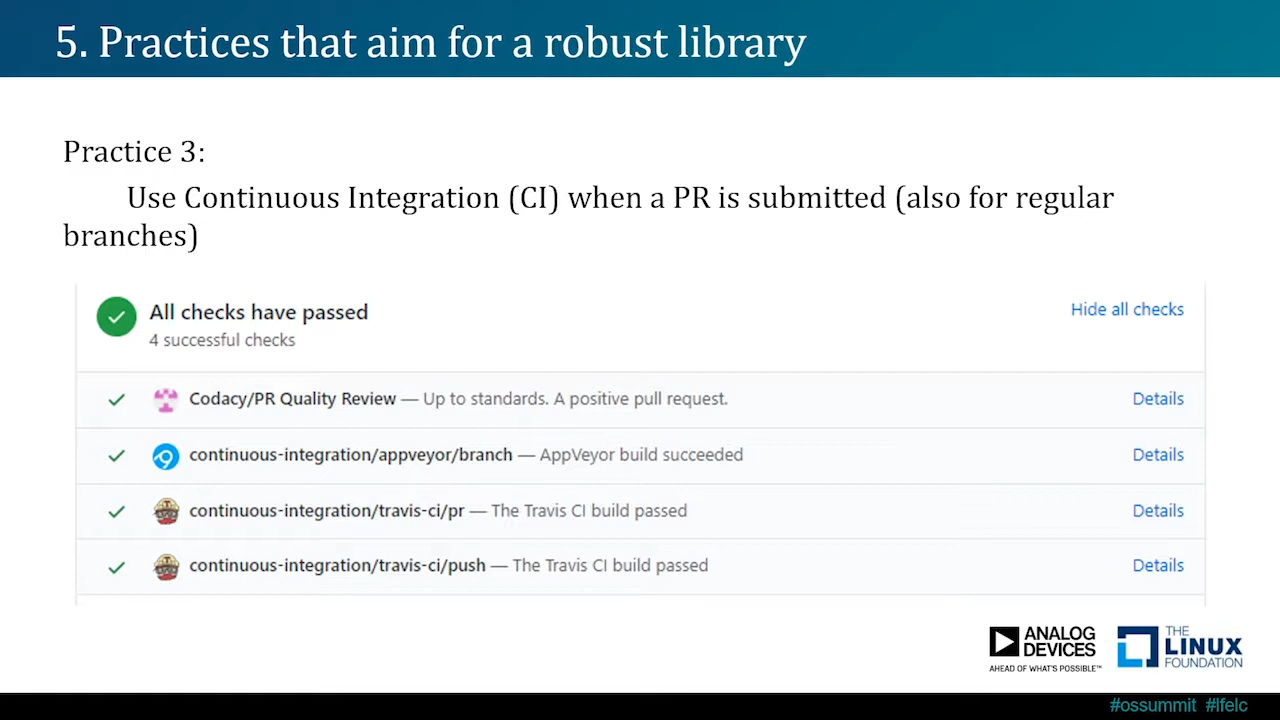 5. Practices that aim for a robust library
Practice 3:
Use Continuous Integration (CI) when a PR is submitted (also for regular
branches)
All checks have passed
Hide all checks
4 successful checks
Codacy/PR Quality Review — Up to standards. A positive pull request.
Details
continuous-integration/appveyor/branch — AppVeyor build succeeded
Details
continuous-integration/travis-ci/pr — The Travis CI build passed
Details
continuous-integration/travis-ci/push — The Travis CI build passed
Details
ANALOG
DEVICES
AHEAD OF WHAT'S POSSIBLE™
THE
LINUX
FOUNDATION
#ossummit #lfelc